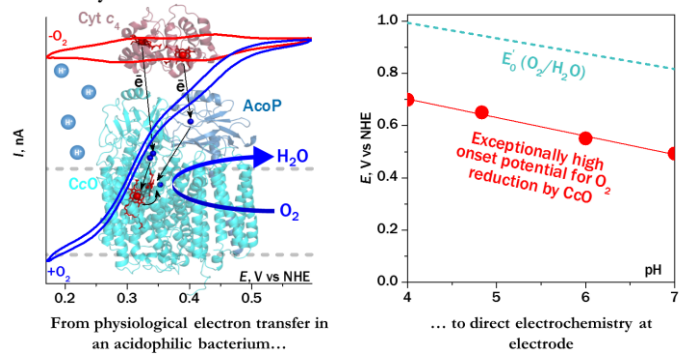 Cyt c4
-O2
H+
H+
H+
H+
ē
ē
AcoP
I, nA
H2O
CcO
O2
+O2
E, V vs NHE
0.2 0.3 0.4 0.5
From physiological electron transfer in
an acidophilic bacterium…
1.0
0.8
0.6
0.4
0.2
0.0
E, V vs NHE
E0' (O2/H2O)
Exceptionally high
onset potential for O2
reduction by CcO
pH
4 5 6 7
… to direct electrochemistry at
electrode